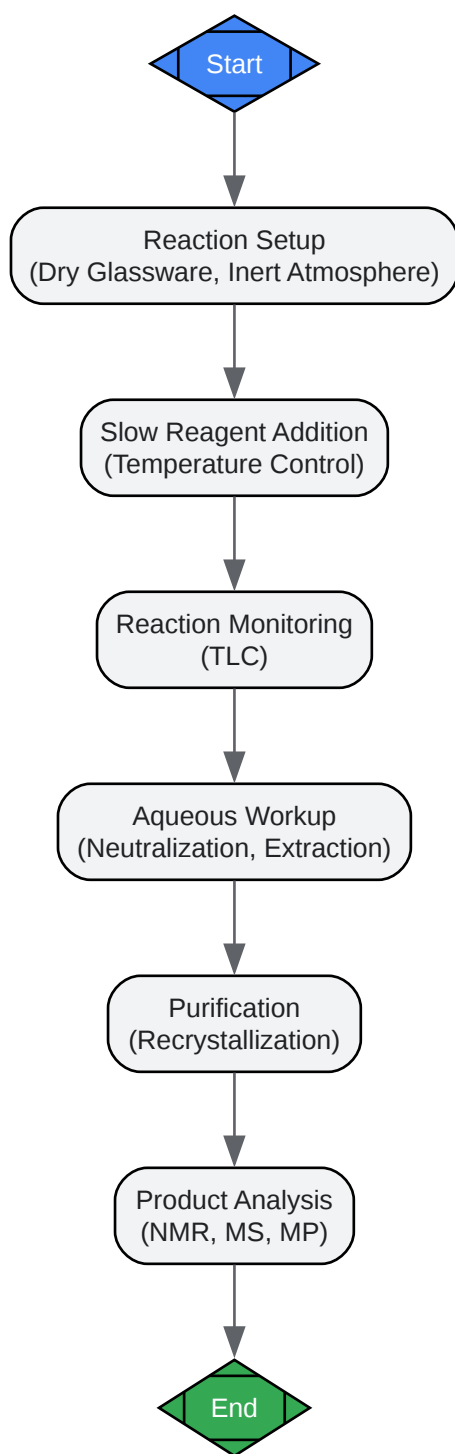 Start
Reaction Setup
(Dry Glassware, Inert Atmosphere)
Slow Reagent Addition
(Temperature Control)
Reaction Monitoring
(TLC)
Aqueous Workup
(Neutralization, Extraction)
Purification
(Recrystallization)
Product Analysis
(NMR, MS, MP)
End